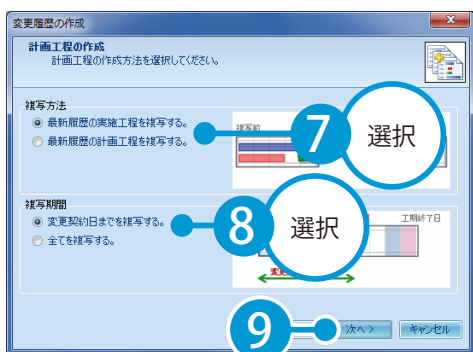 変更履歴の作成
計画工程の作成
計画工程の作成方法を選択してください。
複写方法
最新履歴の実施工程を複写する。
最新履歴の計画工程を複写する。
複写前
7
選択
複写期間
変更契約日までを複写する。
全てを複写する。
8
選択
工期終了日
変更
9
次へ >
キャンセル